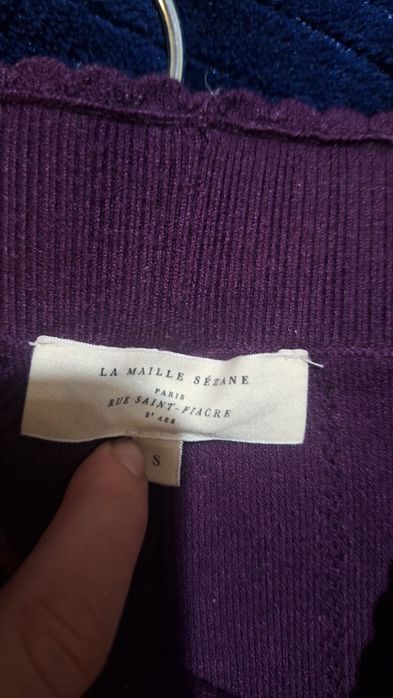 LA MAILLE SÉZANE
PARIS
RUE SAINT-FIACRE
2ᵉ ARR.
S